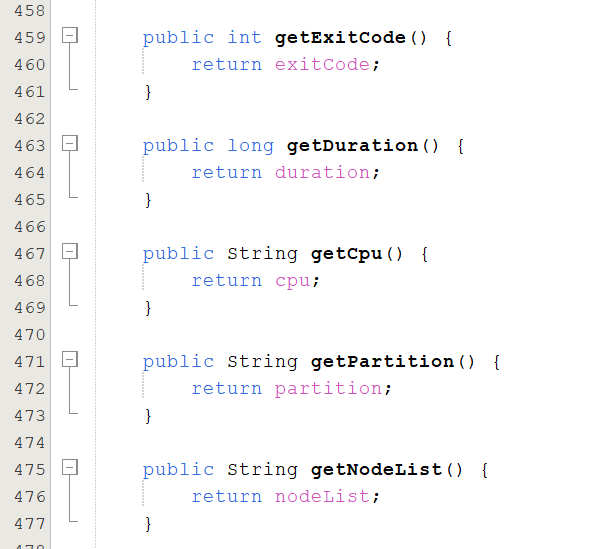 458
459 public int getExitCode() {
460 return exitCode;
461 }
462
463 public long getDuration() {
464 return duration;
465 }
466
467 public String getCpu() {
468 return cpu;
469 }
470
471 public String getPartition() {
472 return partition;
473 }
474
475 public String getNodeList() {
476 return nodeList;
477 }